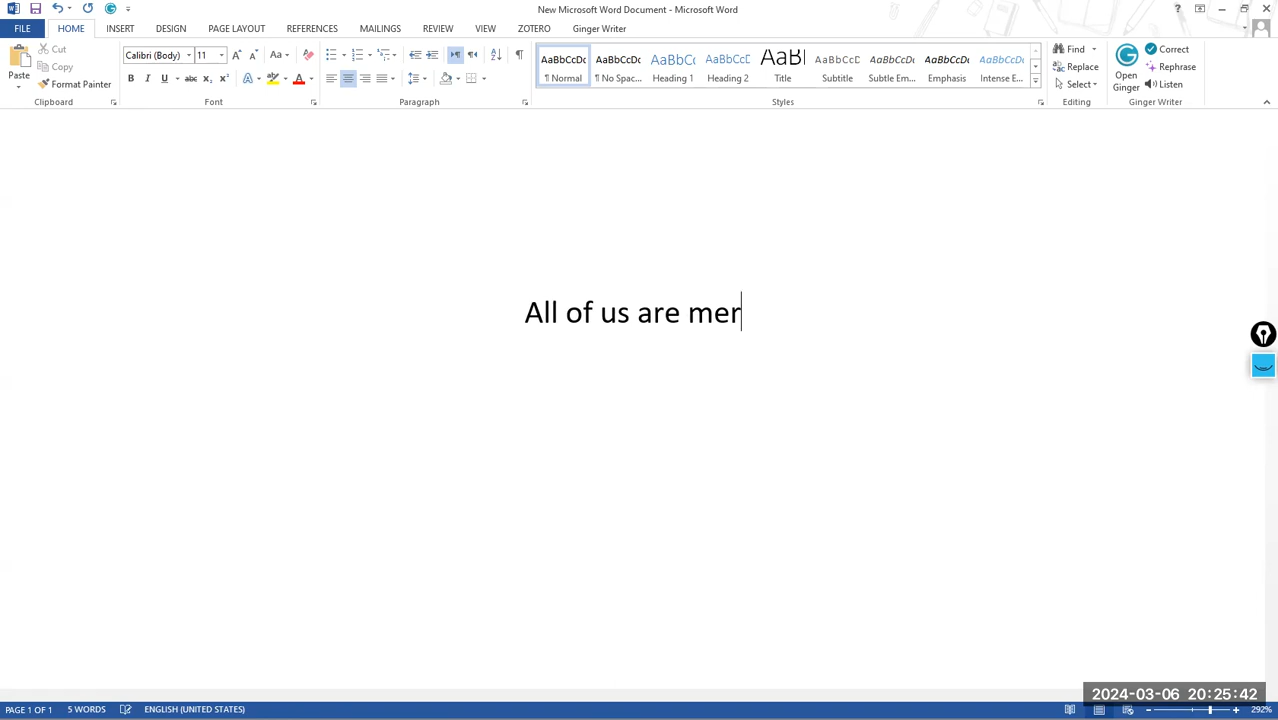 New Microsoft Word Document - Microsoft Word
FILE HOME INSERT DESIGN PAGE LAYOUT REFERENCES MAILINGS REVIEW VIEW ZOTERO Ginger Writer
Paste
Cut
Copy
Format Painter
Clipboard
Calibri (Body) 11
Font
Paragraph
AaBbCcDc AaBbCcDc AaBbCc AaBbCcD AaBI AaBbCcD AaBbCcDc AaBbCcDc AaBbCcDc
¶ Normal ¶ No Spac... Heading 1 Heading 2 Title Subtitle Subtle Em... Emphasis Intense E...
Styles
Find
Replace
Select
Editing
Open Ginger
Correct
Rephrase
Listen
Ginger Writer
All of us are mer
2024-03-06 20:25:42
PAGE 1 OF 1 5 WORDS ENGLISH (UNITED STATES) 292%